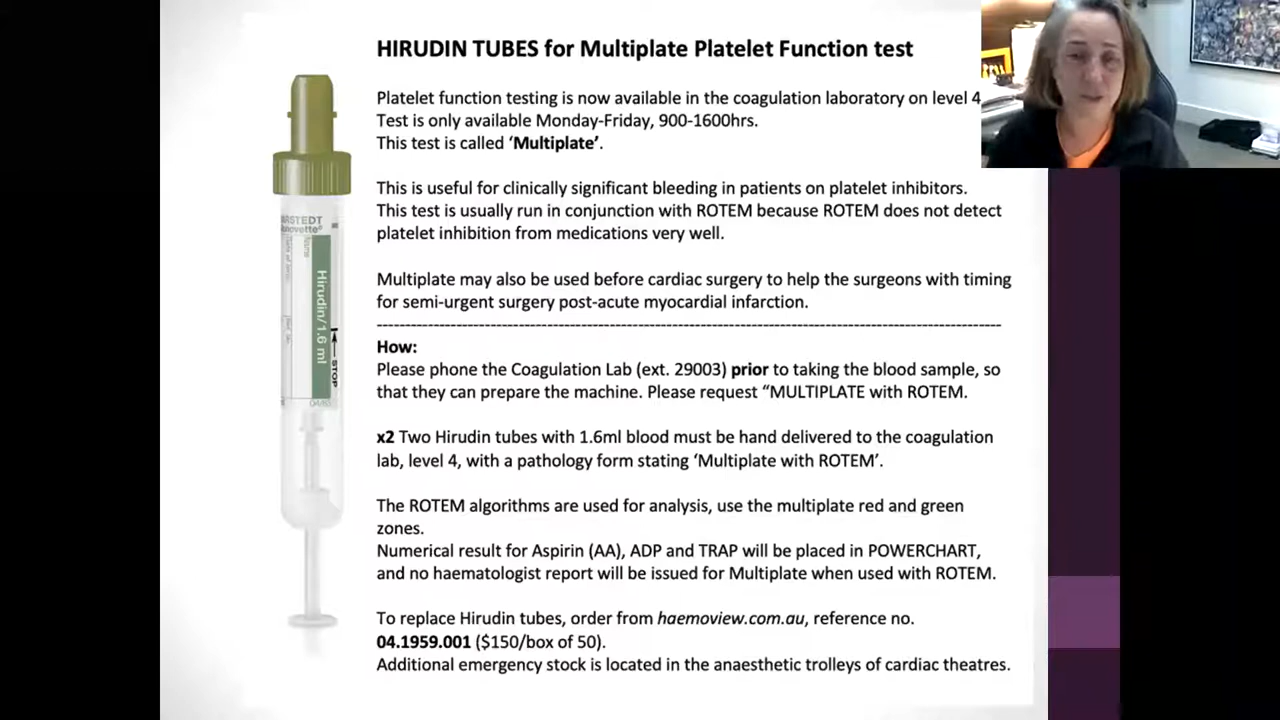 HIRUDIN TUBES for Multiplate Platelet Function test
Platelet function testing is now available in the coagulation laboratory on level 4
Test is only available Monday-Friday, 900-1600hrs.
This test is called ‘Multiplate’.
This is useful for clinically significant bleeding in patients on platelet inhibitors.
This test is usually run in conjunction with ROTEM because ROTEM does not detect
platelet inhibition from medications very well.
Multiplate may also be used before cardiac surgery to help the surgeons with timing
for semi-urgent surgery post-acute myocardial infarction.
How:
Please phone the Coagulation Lab (ext. 29003) prior to taking the blood sample, so
that they can prepare the machine. Please request “MULTIPLATE with ROTEM.
x2 Two Hirudin tubes with 1.6ml blood must be hand delivered to the coagulation
lab, level 4, with a pathology form stating ‘Multiplate with ROTEM’.
The ROTEM algorithms are used for analysis, use the multiplate red and green
zones.
Numerical result for Aspirin (AA), ADP and TRAP will be placed in POWERCHART,
and no haematologist report will be issued for Multiplate when used with ROTEM.
To replace Hirudin tubes, order from haemoview.com.au, reference no.
04.1959.001 ($150/box of 50).
Additional emergency stock is located in the anaesthetic trolleys of cardiac theatres.
ARSTEDT
Hirudin/1.6 ml
STOP